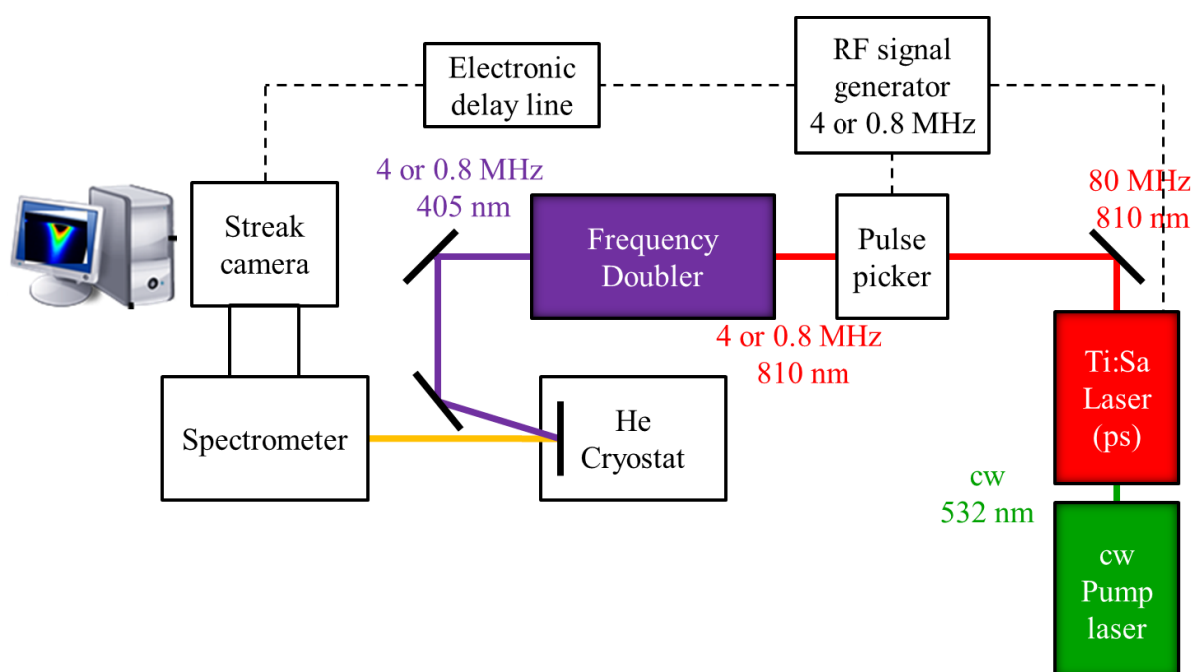 Electronic
delay line
RF signal
generator
4 or 0.8 MHz
4 or 0.8 MHz
405 nm
80 MHz
810 nm
Streak
camera
Frequency
Doubler
Pulse
picker
4 or 0.8 MHz
810 nm
Ti:Sa
Laser
(ps)
Spectrometer
He
Cryostat
cw
532 nm
cw
Pump
laser